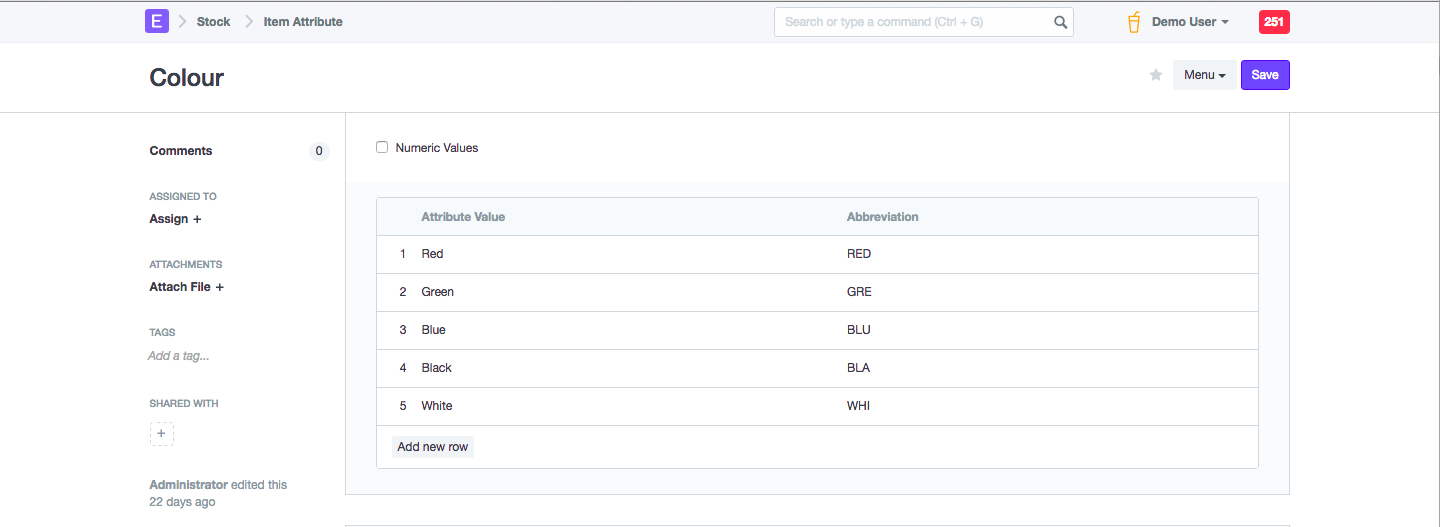 E Stock Item Attribute Search or type a command (Ctrl + G) Demo User 251
Colour Menu Save
Comments 0
Numeric Values
ASSIGNED TO
Assign +
ATTACHMENTS
Attach File +
TAGS
Add a tag...
SHARED WITH
+
Administrator edited this
22 days ago
Attribute Value Abbreviation
1 Red RED
2 Green GRE
3 Blue BLU
4 Black BLA
5 White WHI
Add new row